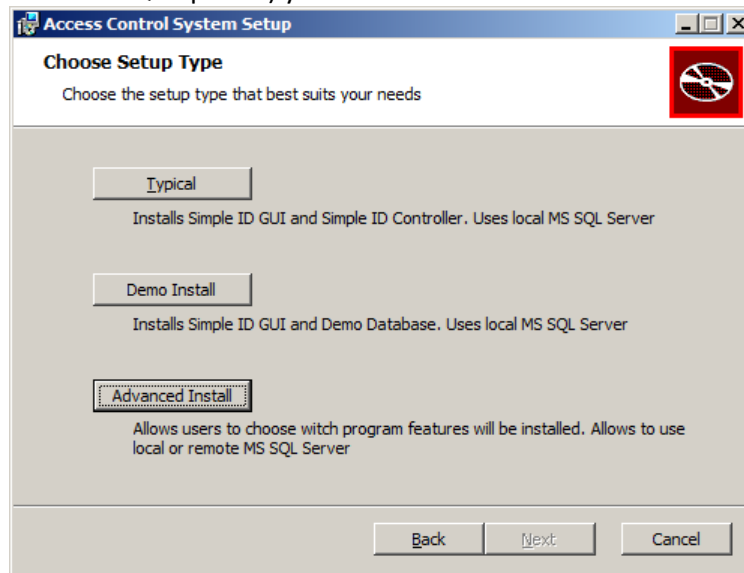 Access Control System Setup
Choose Setup Type
Choose the setup type that best suits your needs
Typical
Installs Simple ID GUI and Simple ID Controller. Uses local MS SQL Server
Demo Install
Installs Simple ID GUI and Demo Database. Uses local MS SQL Server
Advanced Install
Allows users to choose witch program features will be installed. Allows to use
local or remote MS SQL Server
Back Next Cancel